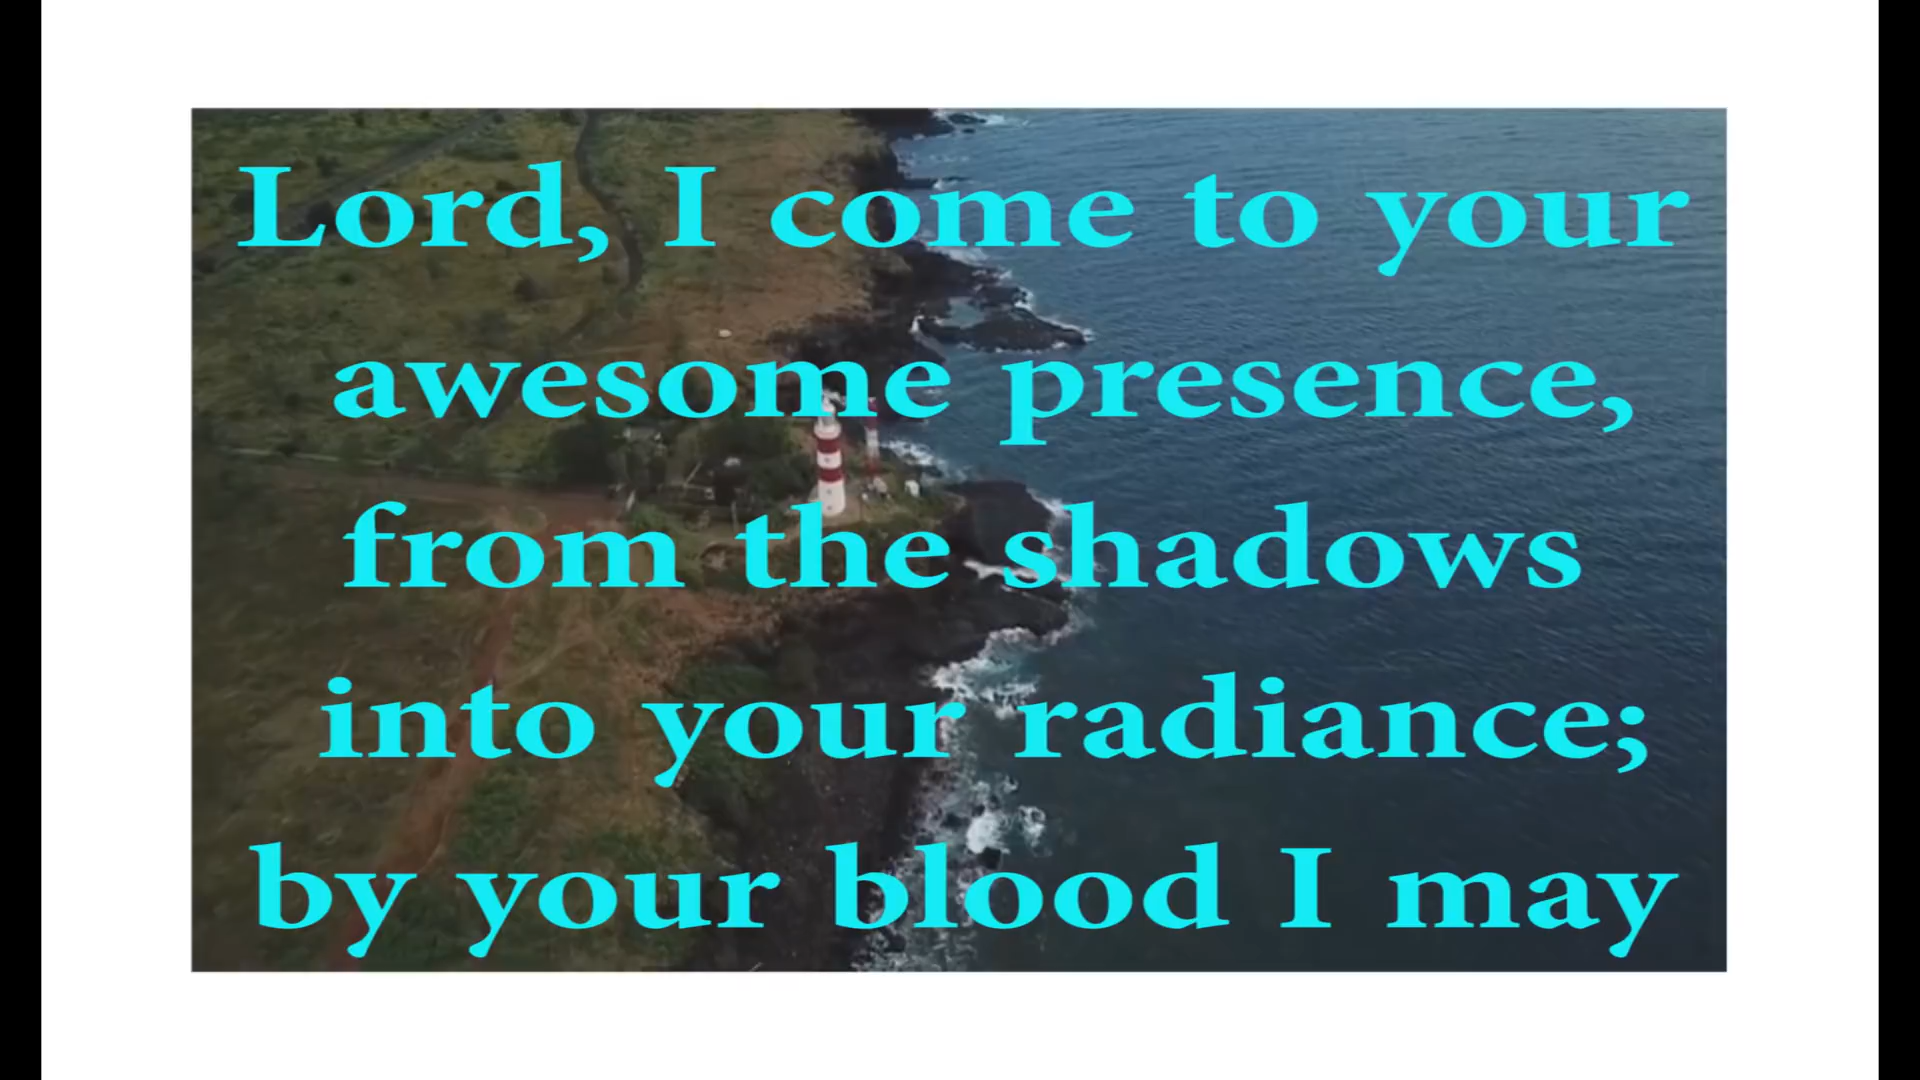 Lord, I come to your
awesome presence,
from the shadows
into your radiance;
by your blood I may